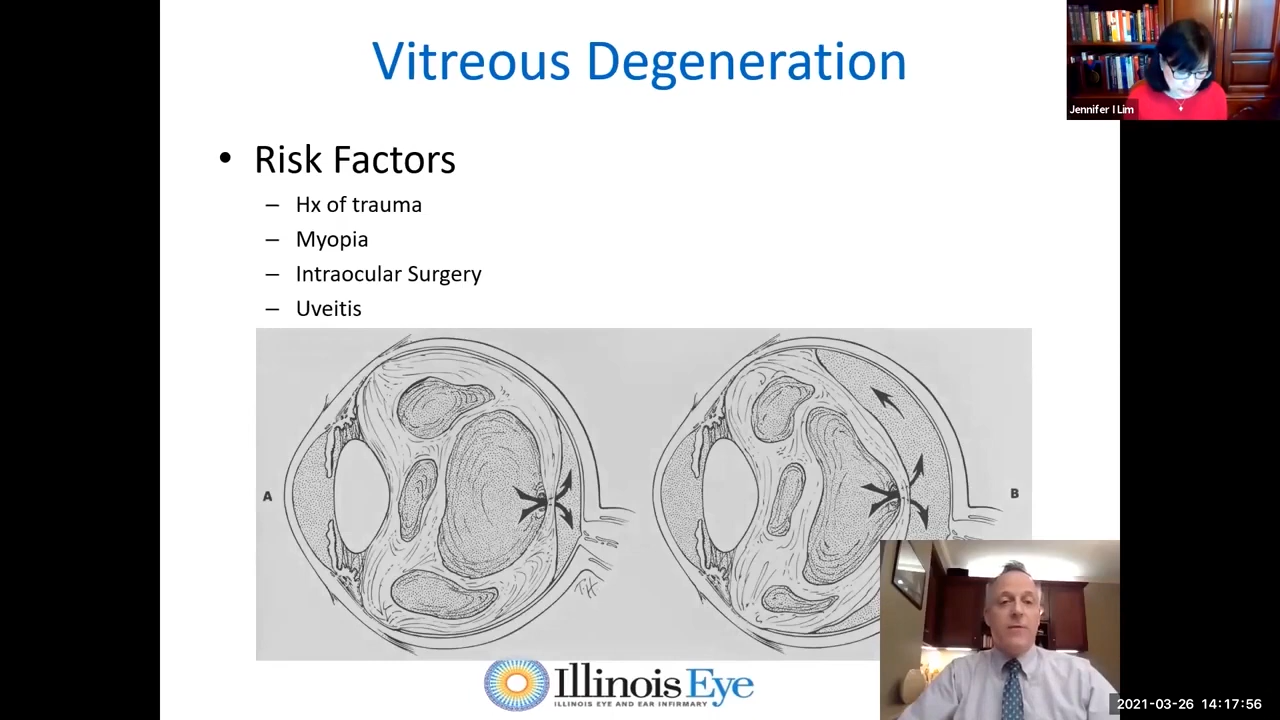 Vitreous Degeneration
Jennifer I Lim
• Risk Factors
– Hx of trauma
– Myopia
– Intraocular Surgery
– Uveitis
A
B
Illinois Eye
ILLINOIS EYE AND EAR INFIRMARY
2021-03-26 14:17:56